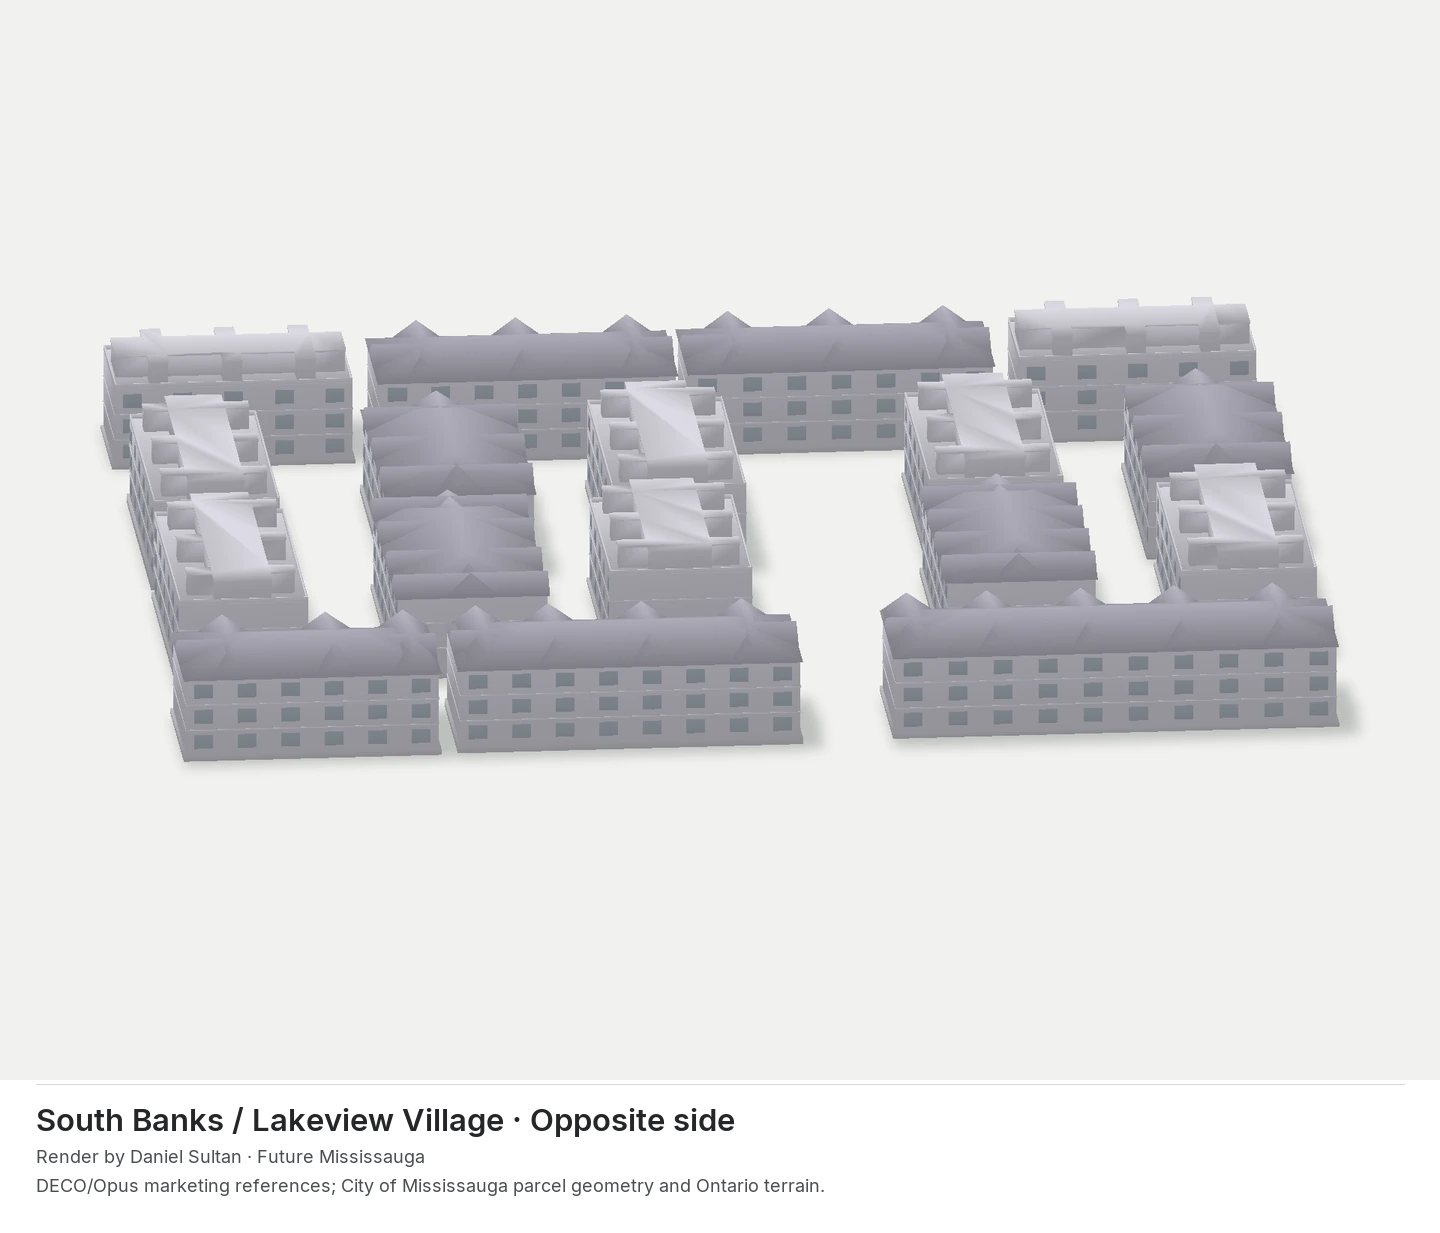 South Banks / Lakeview Village · Opposite side
Render by Daniel Sultan · Future Mississauga
DECO/Opus marketing references; City of Mississauga parcel geometry and Ontario terrain.